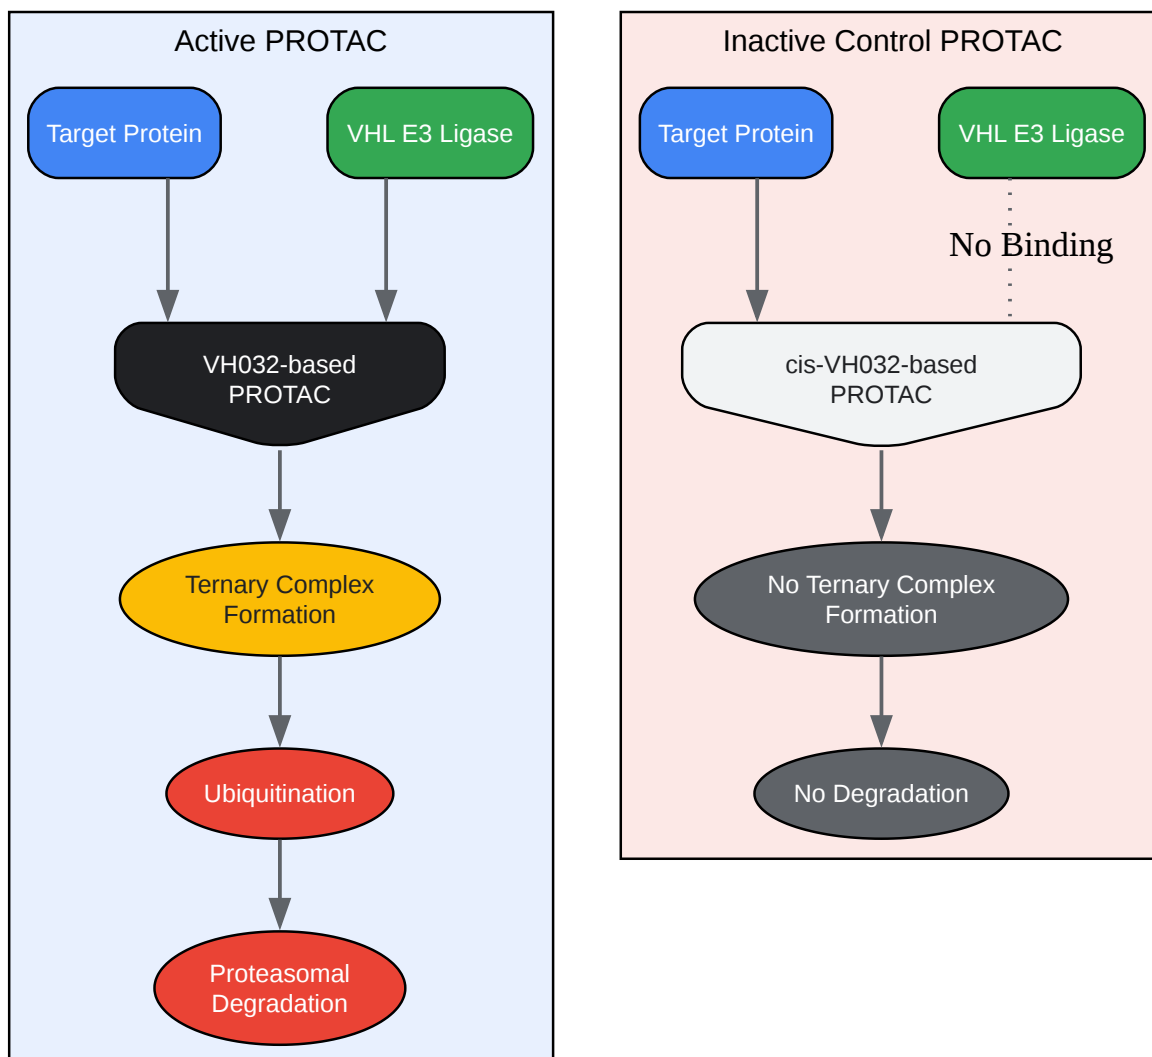 Active PROTAC
Target Protein
VHL E3 Ligase
VH032-based
PROTAC
Ternary Complex
Formation
Ubiquitination
Proteasomal
Degradation
Inactive Control PROTAC
Target Protein
VHL E3 Ligase
No Binding
cis-VH032-based
PROTAC
No Ternary Complex
Formation
No Degradation